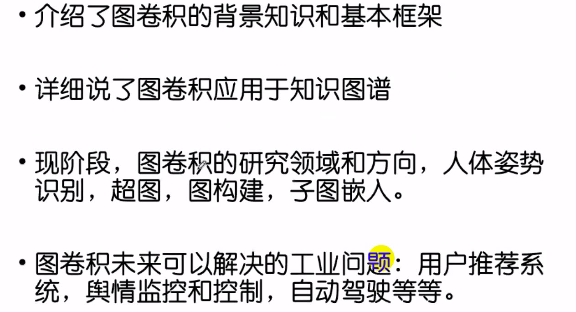 • 介绍了图卷积的背景知识和基本框架
• 详细说了图卷积应用于知识图谱
• 现阶段，图卷积的研究领域和方向，人体姿势
识别，超图，图构建，子图嵌入。
• 图卷积未来可以解决的工业问题：用户推荐系
统，舆情监控和控制，自动驾驶等等。